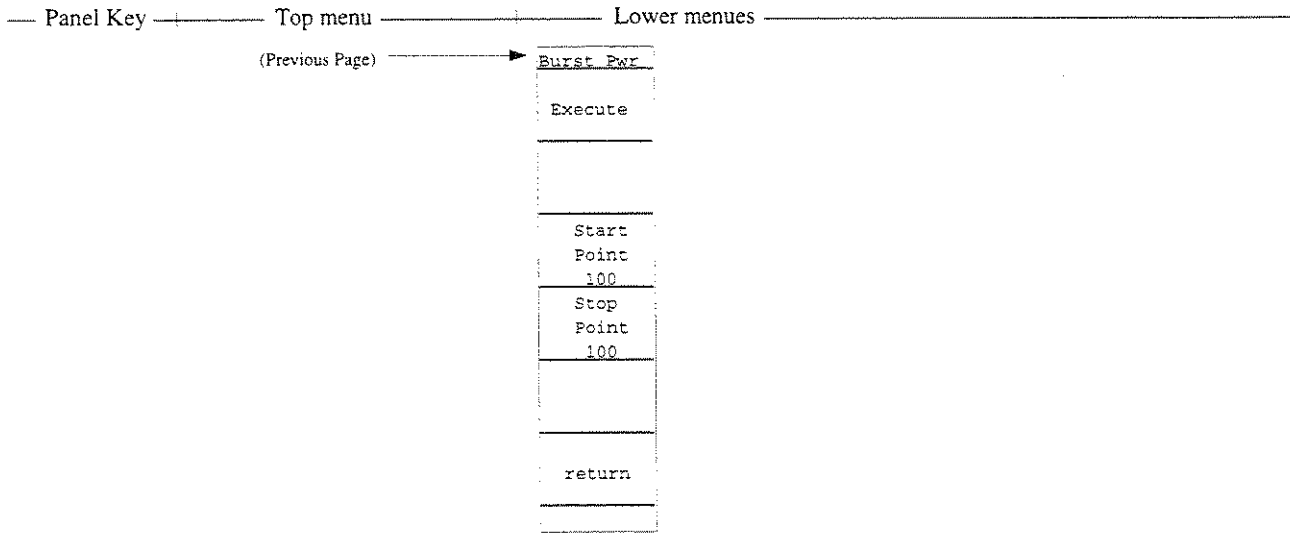 Panel Key Top menu Lower menues
(Previous Page)
Burst Pwr
Execute
Start
Point
100
Stop
Point
100
return